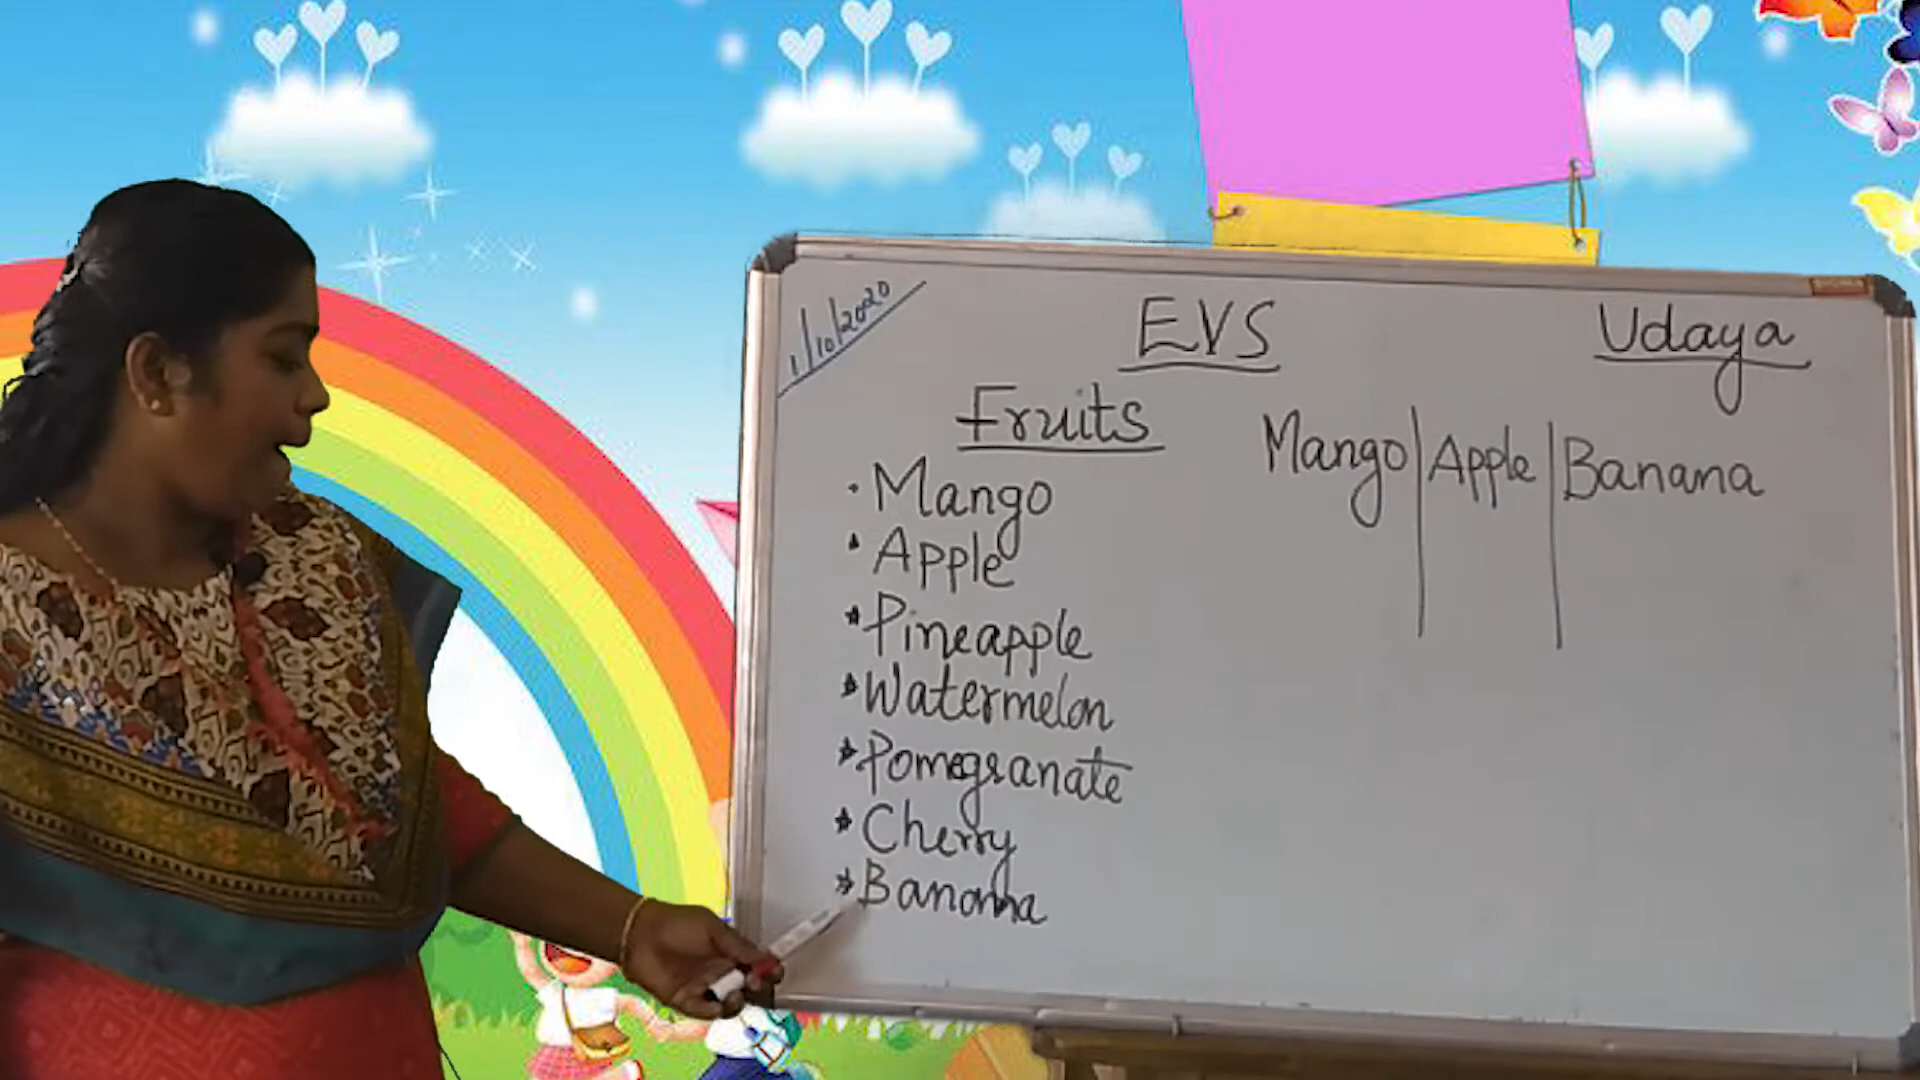 1/10/2020
EVS
Udaya
Fruits
Mango
Apple
Pineapple
Watermelon
Pomegranate
Cherry
Banana
Mango | Apple | Banana